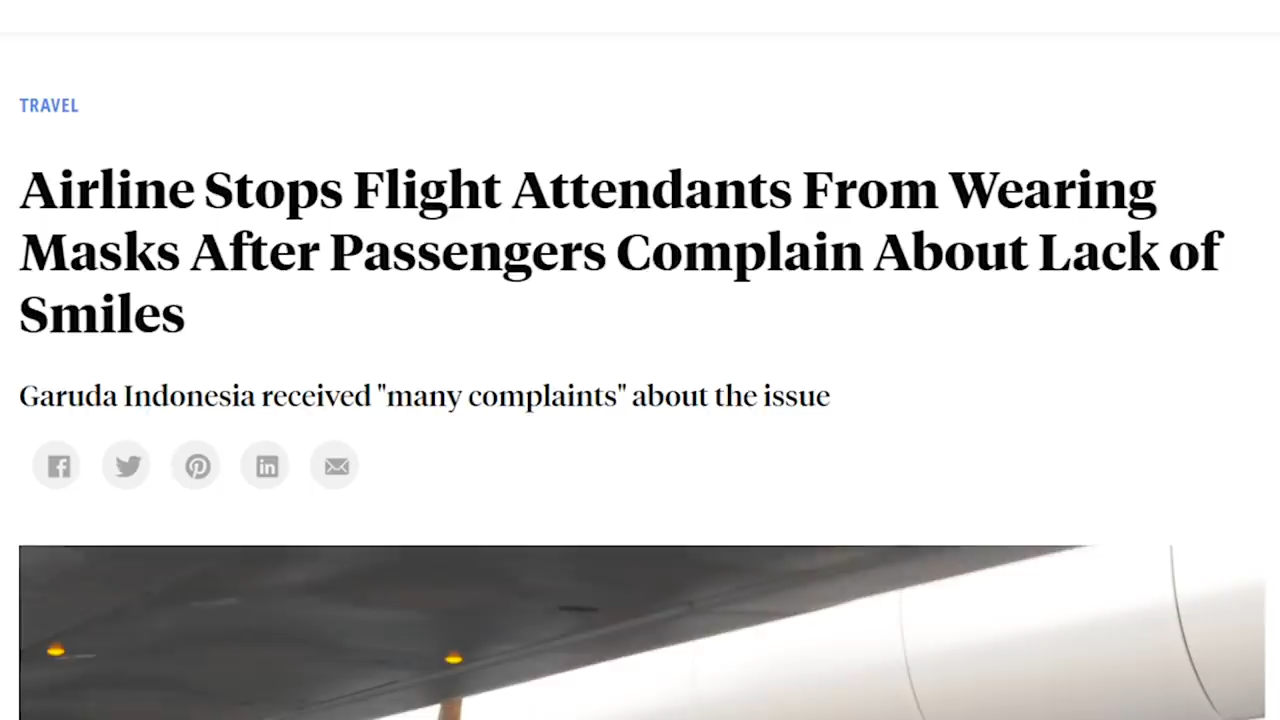 TRAVEL
Airline Stops Flight Attendants From Wearing
Masks After Passengers Complain About Lack of
Smiles
Garuda Indonesia received "many complaints" about the issue